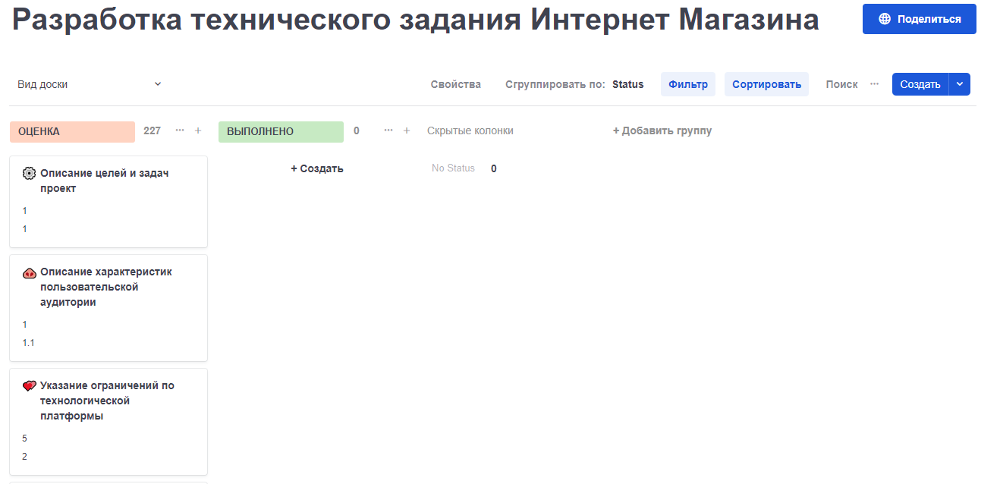 Разработка технического задания Интернет Магазина
Поделиться
Вид доски
Свойства
Сгруппировать по: Status
Фильтр
Сортировать
Поиск
Создать
ОЦЕНКА 227
ВЫПОЛНЕНО 0
Скрытые колонки
+ Добавить группу
Описание целей и задач
проект
1
1
Описание характеристик
пользовательской
аудитории
1
1.1
Указание ограничений по
технологической
платформы
5
2
+ Создать
No Status 0